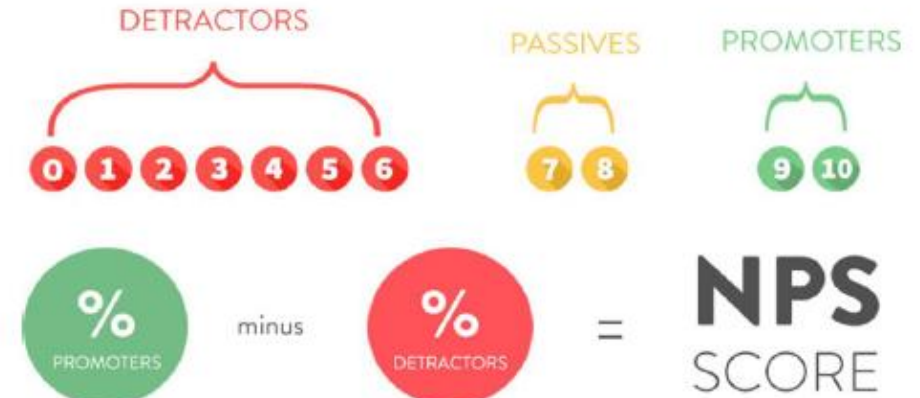 DETRACTORS
PASSIVES
PROMOTERS
0 1 2 3 4 5 6
7 8
9 10
% PROMOTERS
minus
% DETRACTORS
=
NPS
SCORE